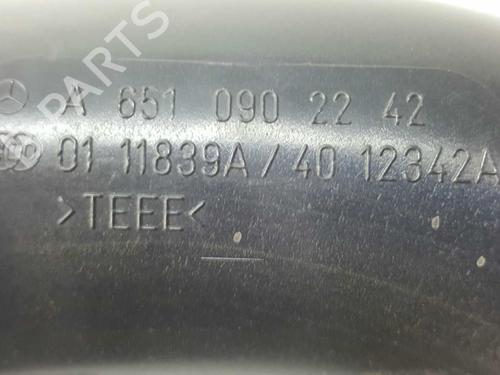 PARTS
A 651 090 22 42
01 11839A / 40 12342A
>TEEE<